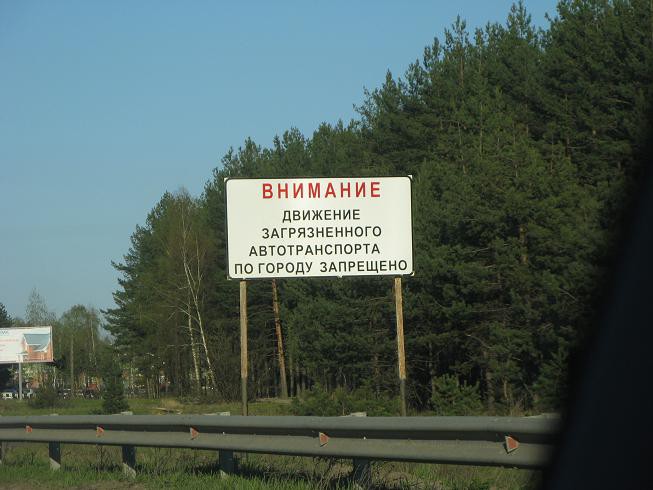 ВНИМАНИЕ
ДВИЖЕНИЕ
ЗАГРЯЗНЕННОГО
АВТОТРАНСПОРТА
ПО ГОРОДУ ЗАПРЕЩЕНО